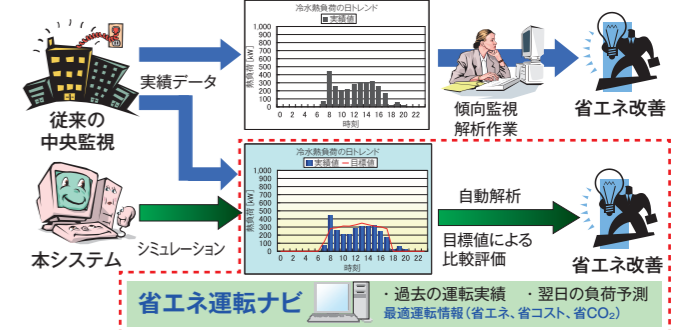 冷水熱負荷の日トレンド
実績値
熱負荷[kW]
1,000
900
800
700
600
500
400
300
200
100
0
0 2 4 6 8 10 12 14 16 18 20 22
時刻
実績データ
従来の
中央監視
傾向監視
解析作業
省エネ改善
冷水熱負荷の日トレンド
実績値 目標値
熱負荷[kW]
1,000
900
800
700
600
500
400
300
200
100
0
0 2 4 6 8 10 12 14 16 18 20 22
時刻
本システム
シミュレーション
自動解析
目標値による
比較評価
省エネ改善
省エネ運転ナビ
・過去の運転実績 ・翌日の負荷予測
最適運転情報(省エネ、省コスト、省CO₂)